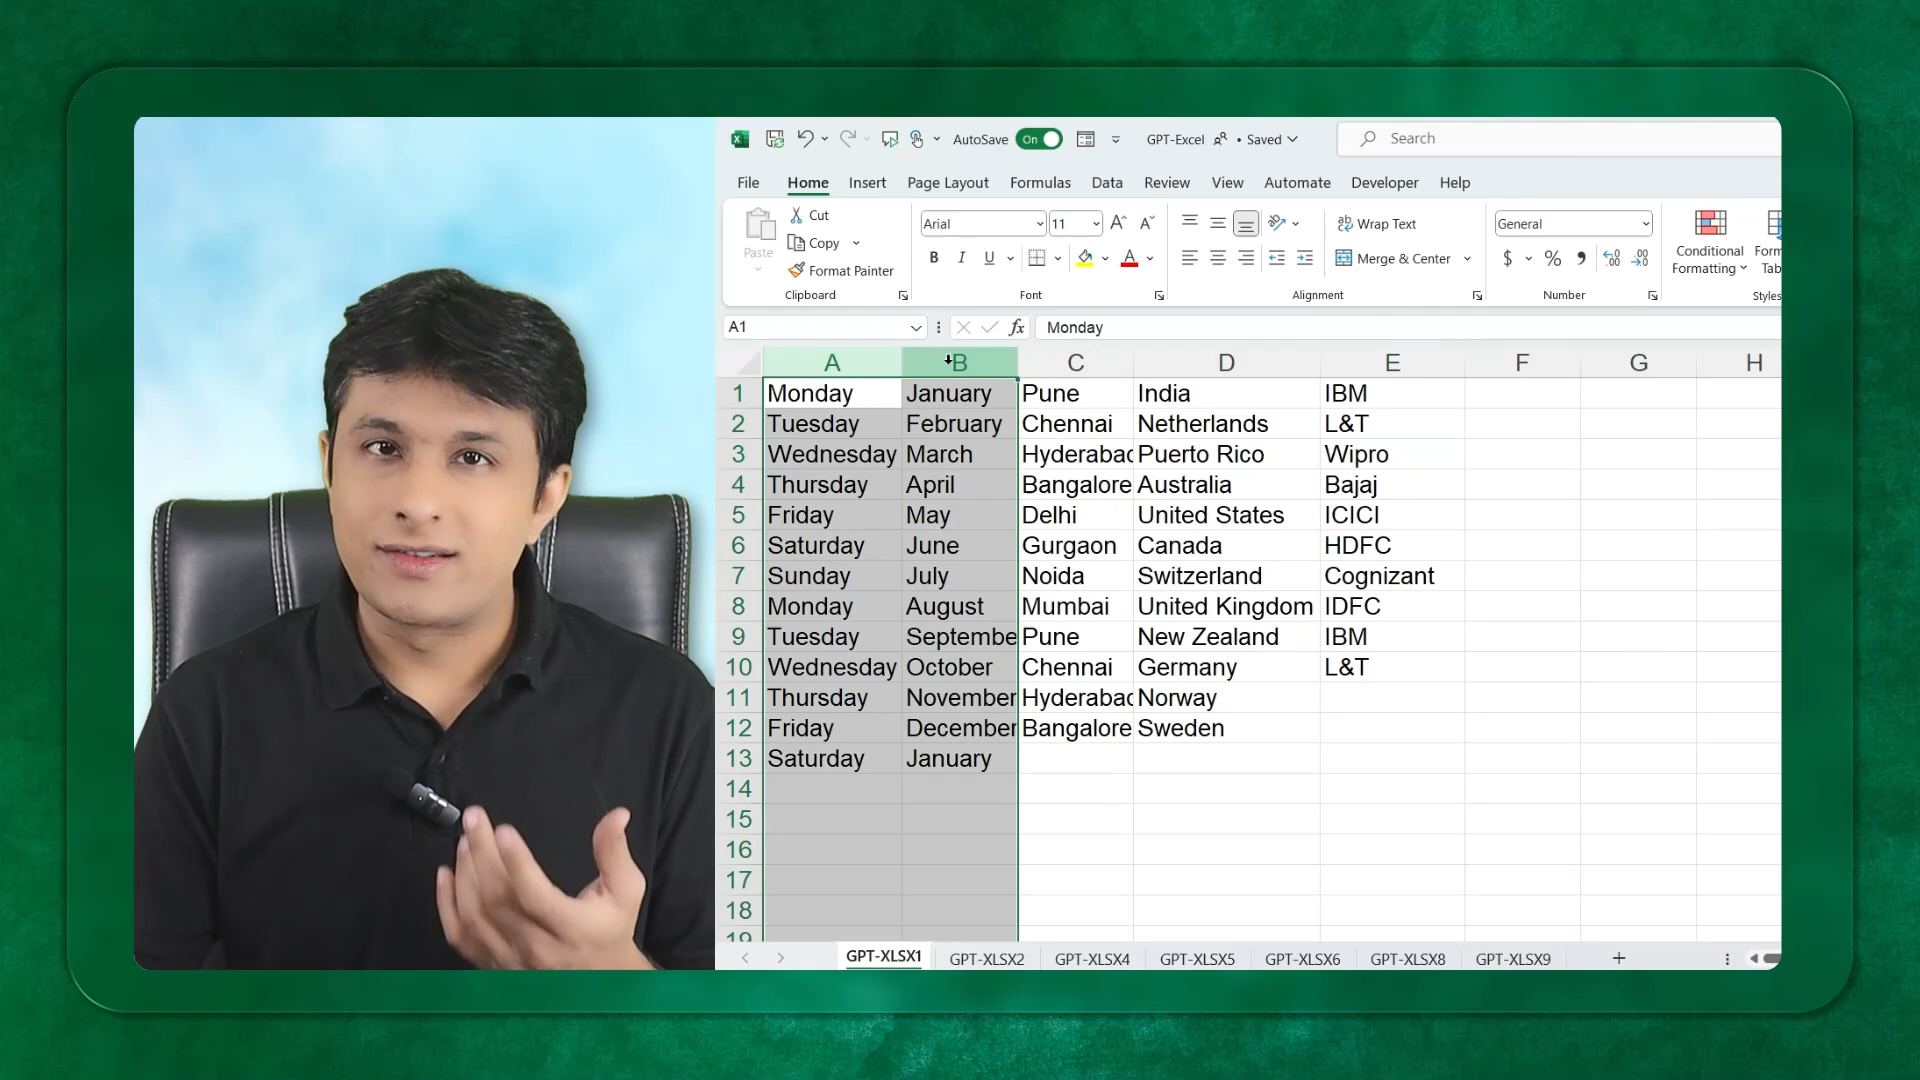 AutoSave On GPT-Excel • Saved Search
File Home Insert Page Layout Formulas Data Review View Automate Developer Help
Paste
Cut
Copy
Format Painter
Clipboard
Arial 11
B I U A
Font
Wrap Text
Merge & Center
Alignment
General
$ % ,
Number
Conditional
Formatting
Form
Tab
Styles
A1 fx Monday
A B C D E F G H
1 Monday January Pune India IBM
2 Tuesday February Chennai Netherlands L&T
3 Wednesday March Hyderabac Puerto Rico Wipro
4 Thursday April Bangalore Australia Bajaj
5 Friday May Delhi United States ICICI
6 Saturday June Gurgaon Canada HDFC
7 Sunday July Noida Switzerland Cognizant
8 Monday August Mumbai United Kingdom IDFC
9 Tuesday Septembe Pune New Zealand IBM
10 Wednesday October Chennai Germany L&T
11 Thursday November Hyderabac Norway
12 Friday December Bangalore Sweden
13 Saturday January
14
15
16
17
18
19
GPT-XLSX1 GPT-XLSX2 GPT-XLSX4 GPT-XLSX5 GPT-XLSX6 GPT-XLSX8 GPT-XLSX9